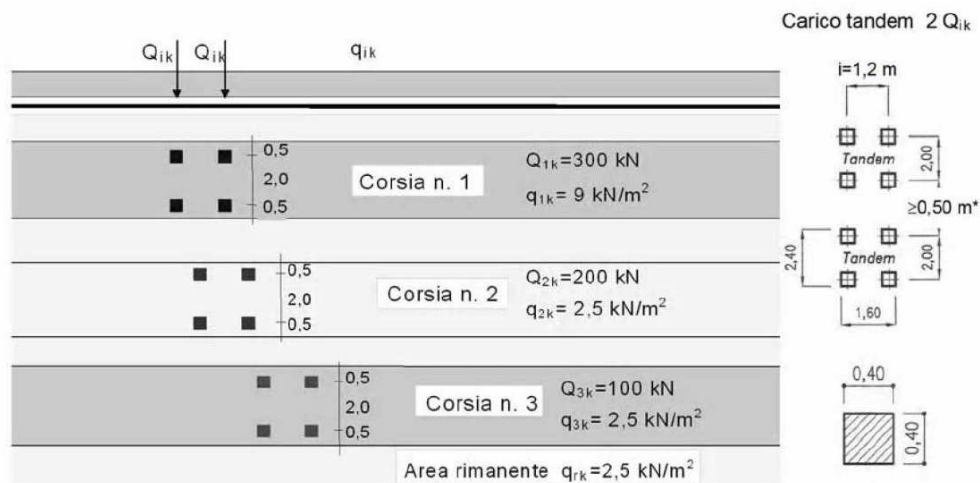 Carico tandem 2 Qik
Qik Qik qik
i=1,2 m
0,5
2,0
0,5
Corsia n. 1
Q1k=300 kN
q1k= 9 kN/m²
Tandem
2,00
≥0,50 m*
0,5
2,0
0,5
Corsia n. 2
Q2k=200 kN
q2k= 2,5 kN/m²
2,40
Tandem
2,00
1,60
0,5
2,0
0,5
Corsia n. 3
Q3k=100 kN
q3k= 2,5 kN/m²
0,40
0,40
Area rimanente qrk=2,5 kN/m²